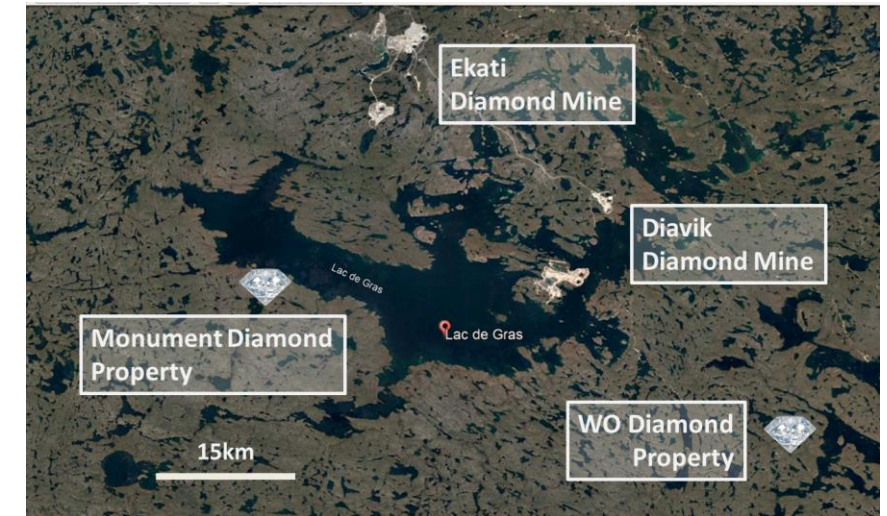 Ekati
Diamond Mine
Diavik
Diamond Mine
Lac de Gras
Lac de Gras
Monument Diamond
Property
WO Diamond
Property
15km